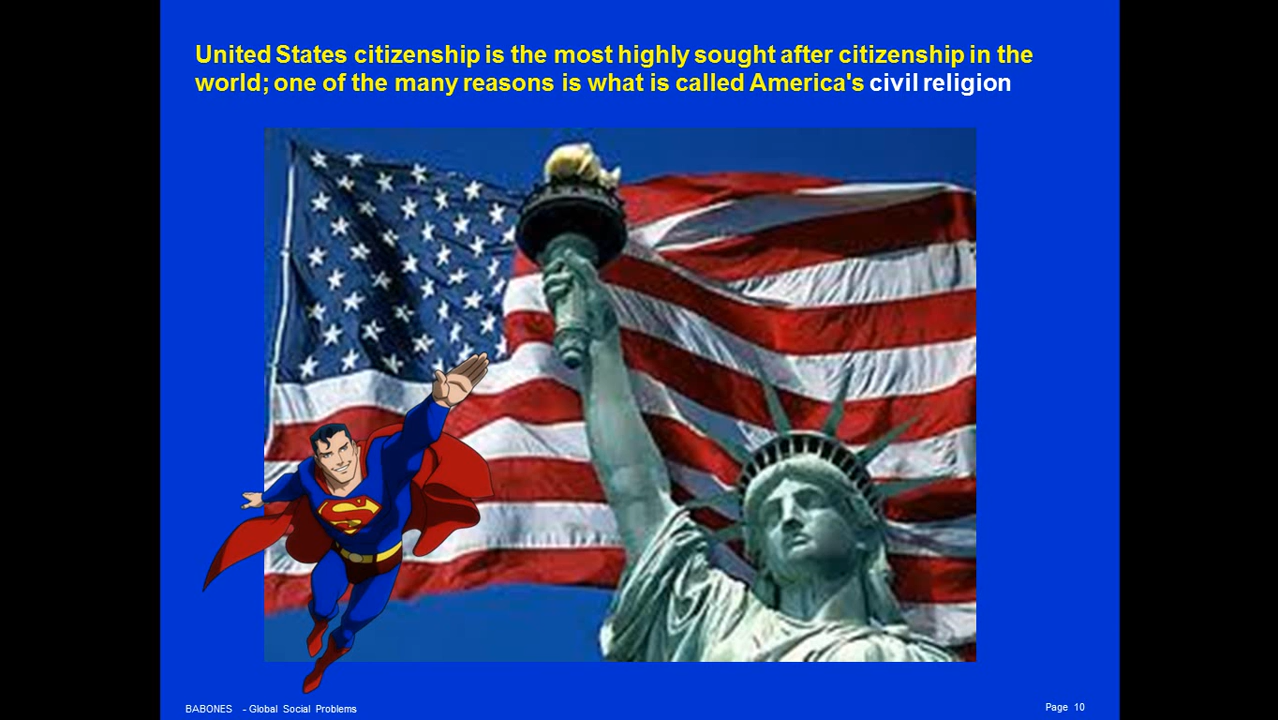 United States citizenship is the most highly sought after citizenship in the
world; one of the many reasons is what is called America's civil religion
BABONES - Global Social Problems
Page 10